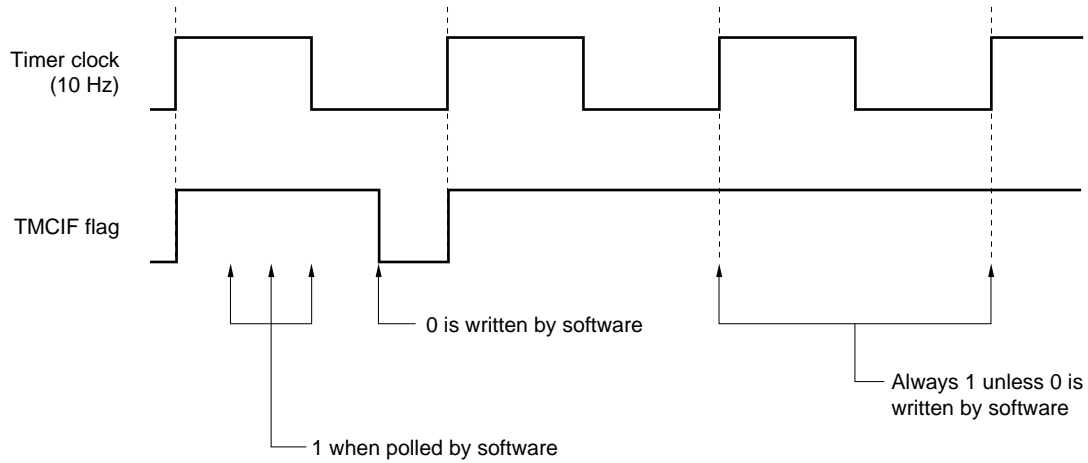 Timer clock
(10 Hz)
TMCIF flag
0 is written by software
Always 1 unless 0 is
written by software
1 when polled by software